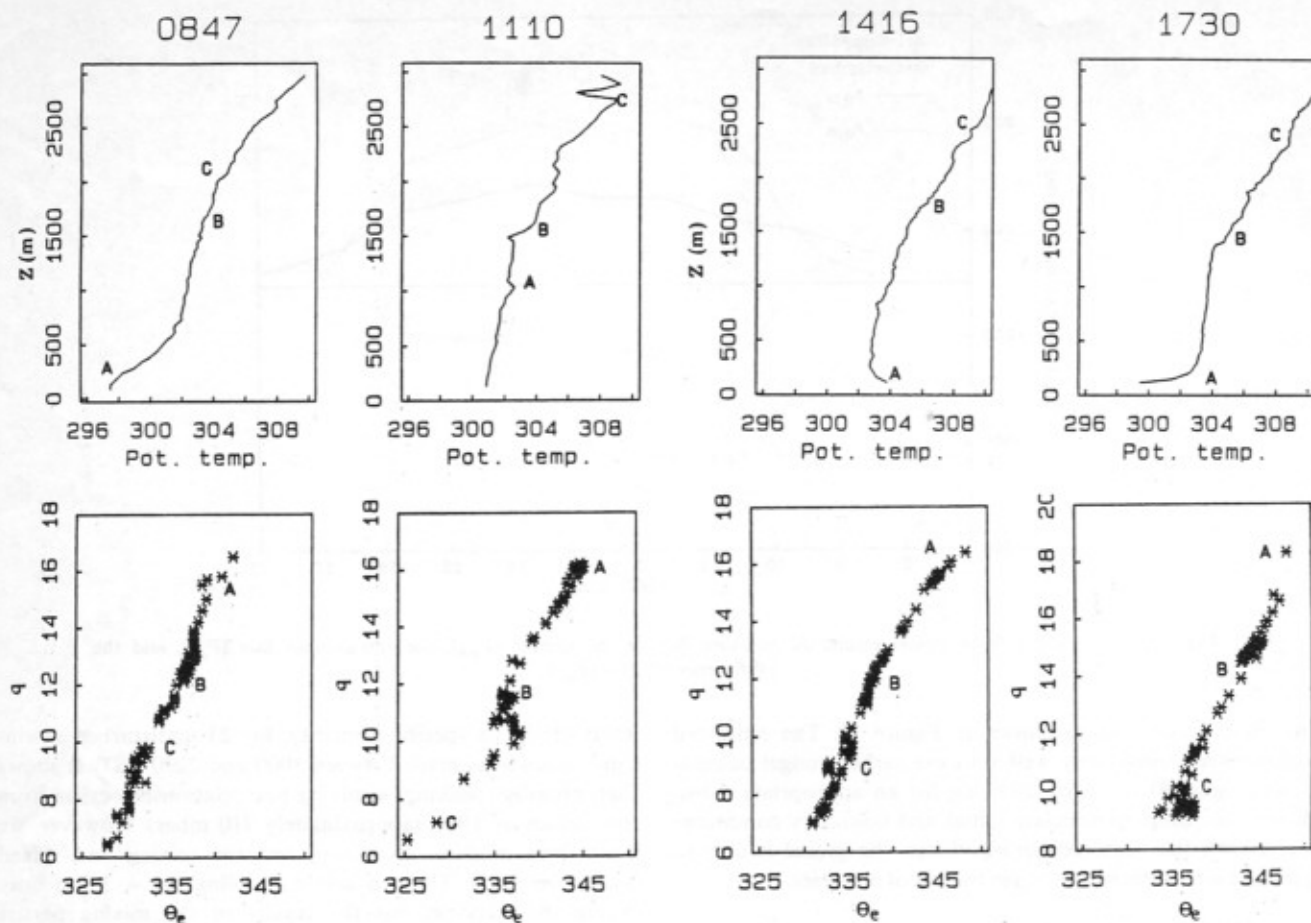 0847 1110 1416 1730
Z (m)
2500
1500
500
0
C
B
A
296 300 304 308
Pot. temp.
2500
1500
500
0
C
B
A
296 300 304 308
Pot. temp.
Z (m)
2500
1500
500
0
C
B
A
296 300 304 308
Pot. temp.
2500
1500
500
0
C
B
A
296 300 304 308
Pot. temp.
q
18
16
14
12
10
8
6
A
B
C
325 335 345
θe
q
18
16
14
12
10
8
6
A
B
C
325 335 345
θe
q
18
16
14
12
10
8
6
A
B
C
325 335 345
θe
q
20
18
16
14
12
10
8
A
B
C
325 335 345
θe